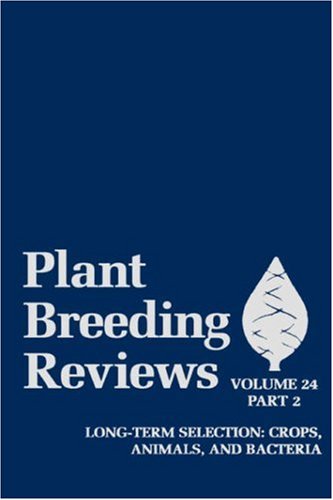 Plant
Breeding
Reviews
VOLUME 24
PART 2
LONG-TERM SELECTION: CROPS,
ANIMALS, AND BACTERIA